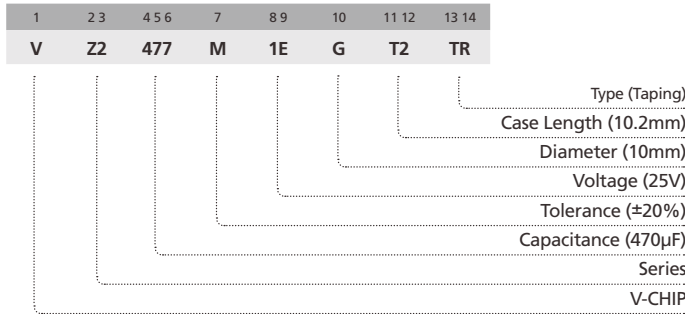 1 2 3 4 5 6 7 8 9 10 11 12 13 14
V Z2 477 M 1E G T2 TR
Type (Taping)
Case Length (10.2mm)
Diameter (10mm)
Voltage (25V)
Tolerance (±20%)
Capacitance (470µF)
Series
V-CHIP